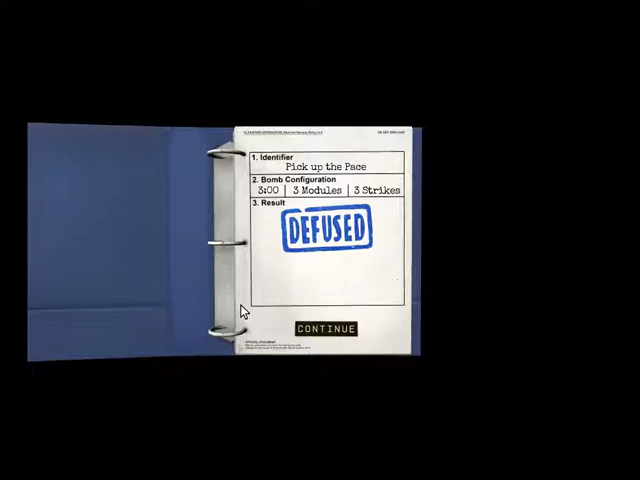 1. Identifier
Pick up the Pace
2. Bomb Configuration
3:00 | 3 Modules | 3 Strikes
3. Result
DEFUSED
CONTINUE